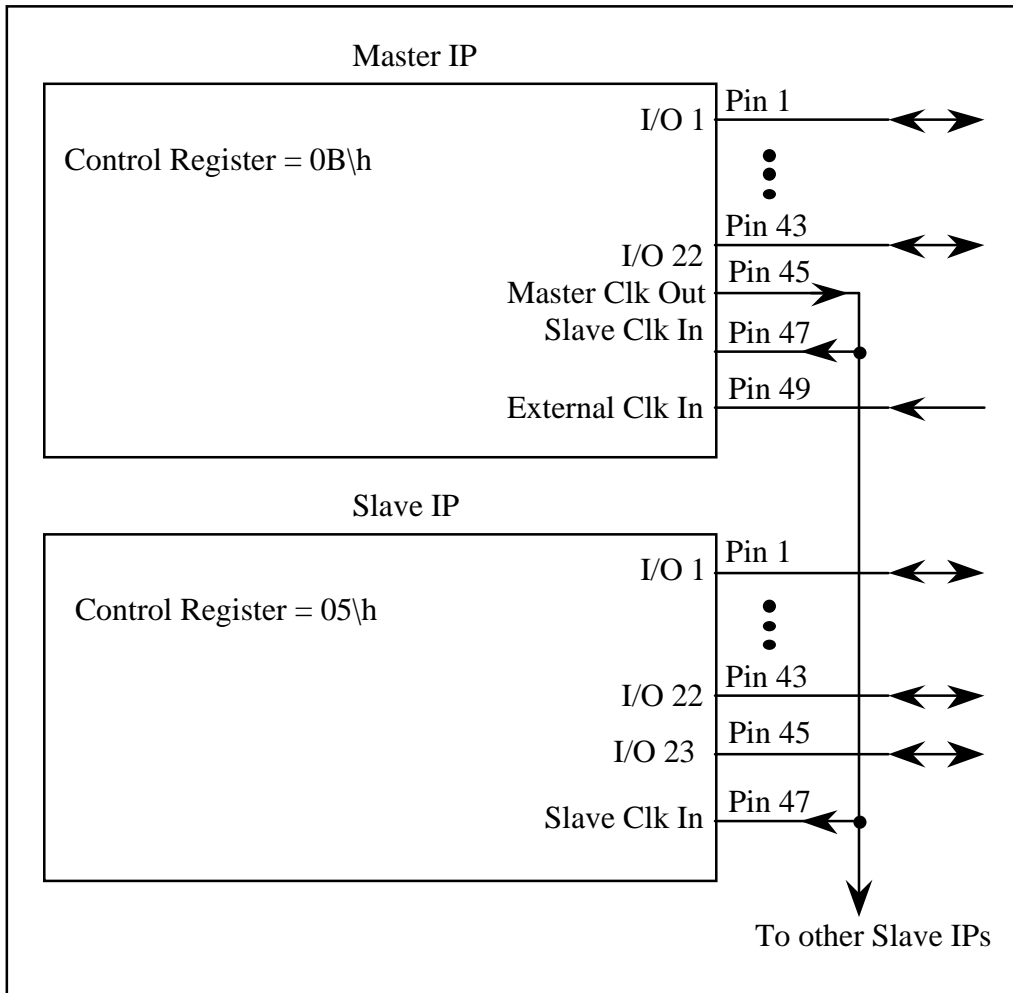 Master IP
Control Register = 0B\h
I/O 1
Pin 1
I/O 22
Pin 43
Master Clk Out
Pin 45
Slave Clk In
Pin 47
External Clk In
Pin 49
Slave IP
Control Register = 05\h
I/O 1
Pin 1
I/O 22
Pin 43
I/O 23
Pin 45
Slave Clk In
Pin 47
To other Slave IPs